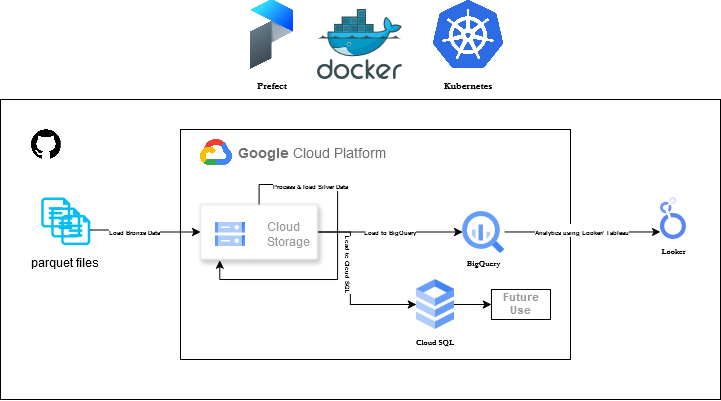 docker
Prefect
Kubernetes
Google Cloud Platform
Process & load Silver Data
Cloud
Storage
Load Bronze Data
Load to BigQuery
Analytics using Looker/ Tableau
parquet files
BigQuery
Looker
Load to Cloud SQL
Future
Use
Cloud SQL